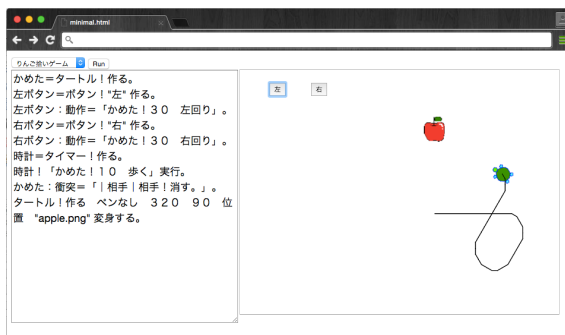 minimal.html
りんご拾いゲーム Run
かめた＝タートル！作る。
左ボタン＝ボタン！"左" 作る。
左ボタン：動作＝「かめた！３０　左回り」。
右ボタン＝ボタン！"右" 作る。
右ボタン：動作＝「かめた！３０　右回り」。
時計＝タイマー！作る。
時計！「かめた！１０　歩く」実行。
かめた：衝突＝「｜相手｜相手！消す。」。
タートル！作る　ペンなし　３２０　９０　位
置　"apple.png" 変身する。
左 右